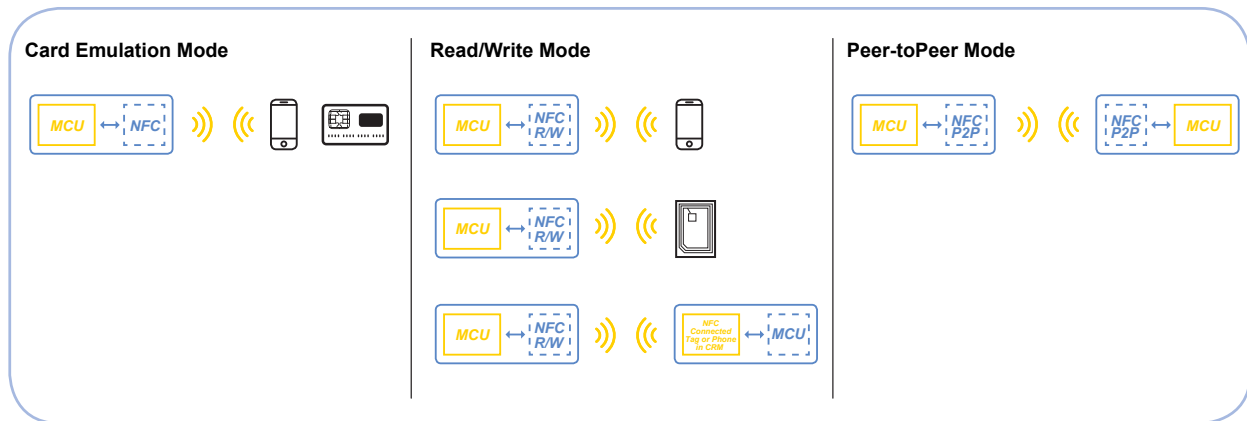 Card Emulation Mode
MCU
NFC
Read/Write Mode
MCU
NFC
R/W
MCU
NFC
R/W
MCU
NFC
R/W
NFC
Connected
Tag or Phone
in CRM
MCU
Peer-toPeer Mode
MCU
NFC
P2P
NFC
P2P
MCU